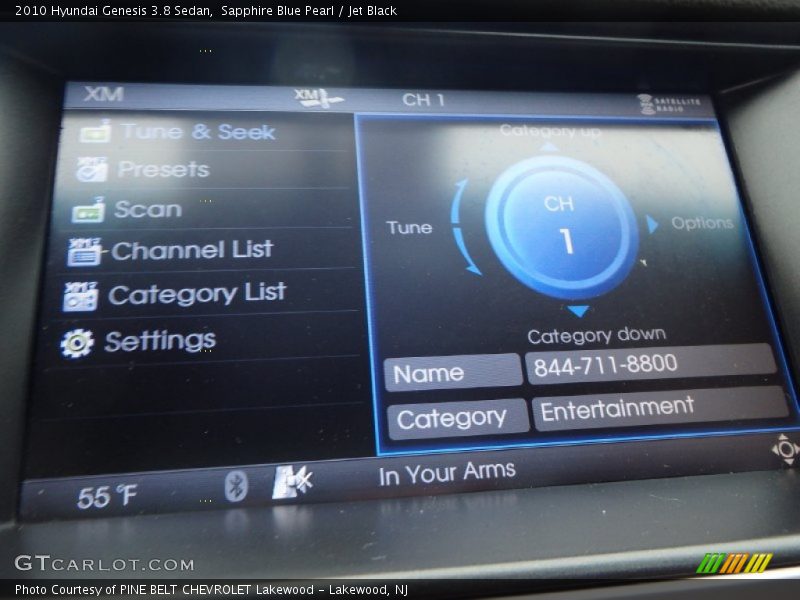 2010 Hyundai Genesis 3.8 Sedan,  Sapphire Blue Pearl / Jet Black
XM
XM
CH 1
SATELLITE
RADIO
Tune & Seek
Presets
Scan
Channel List
Category List
Settings
Category up
Tune
CH
1
Options
Category down
Name
844-711-8800
Category
Entertainment
55 °F
In Your Arms
GTCARLOT.COM
Photo Courtesy of PINE BELT CHEVROLET Lakewood - Lakewood, NJ